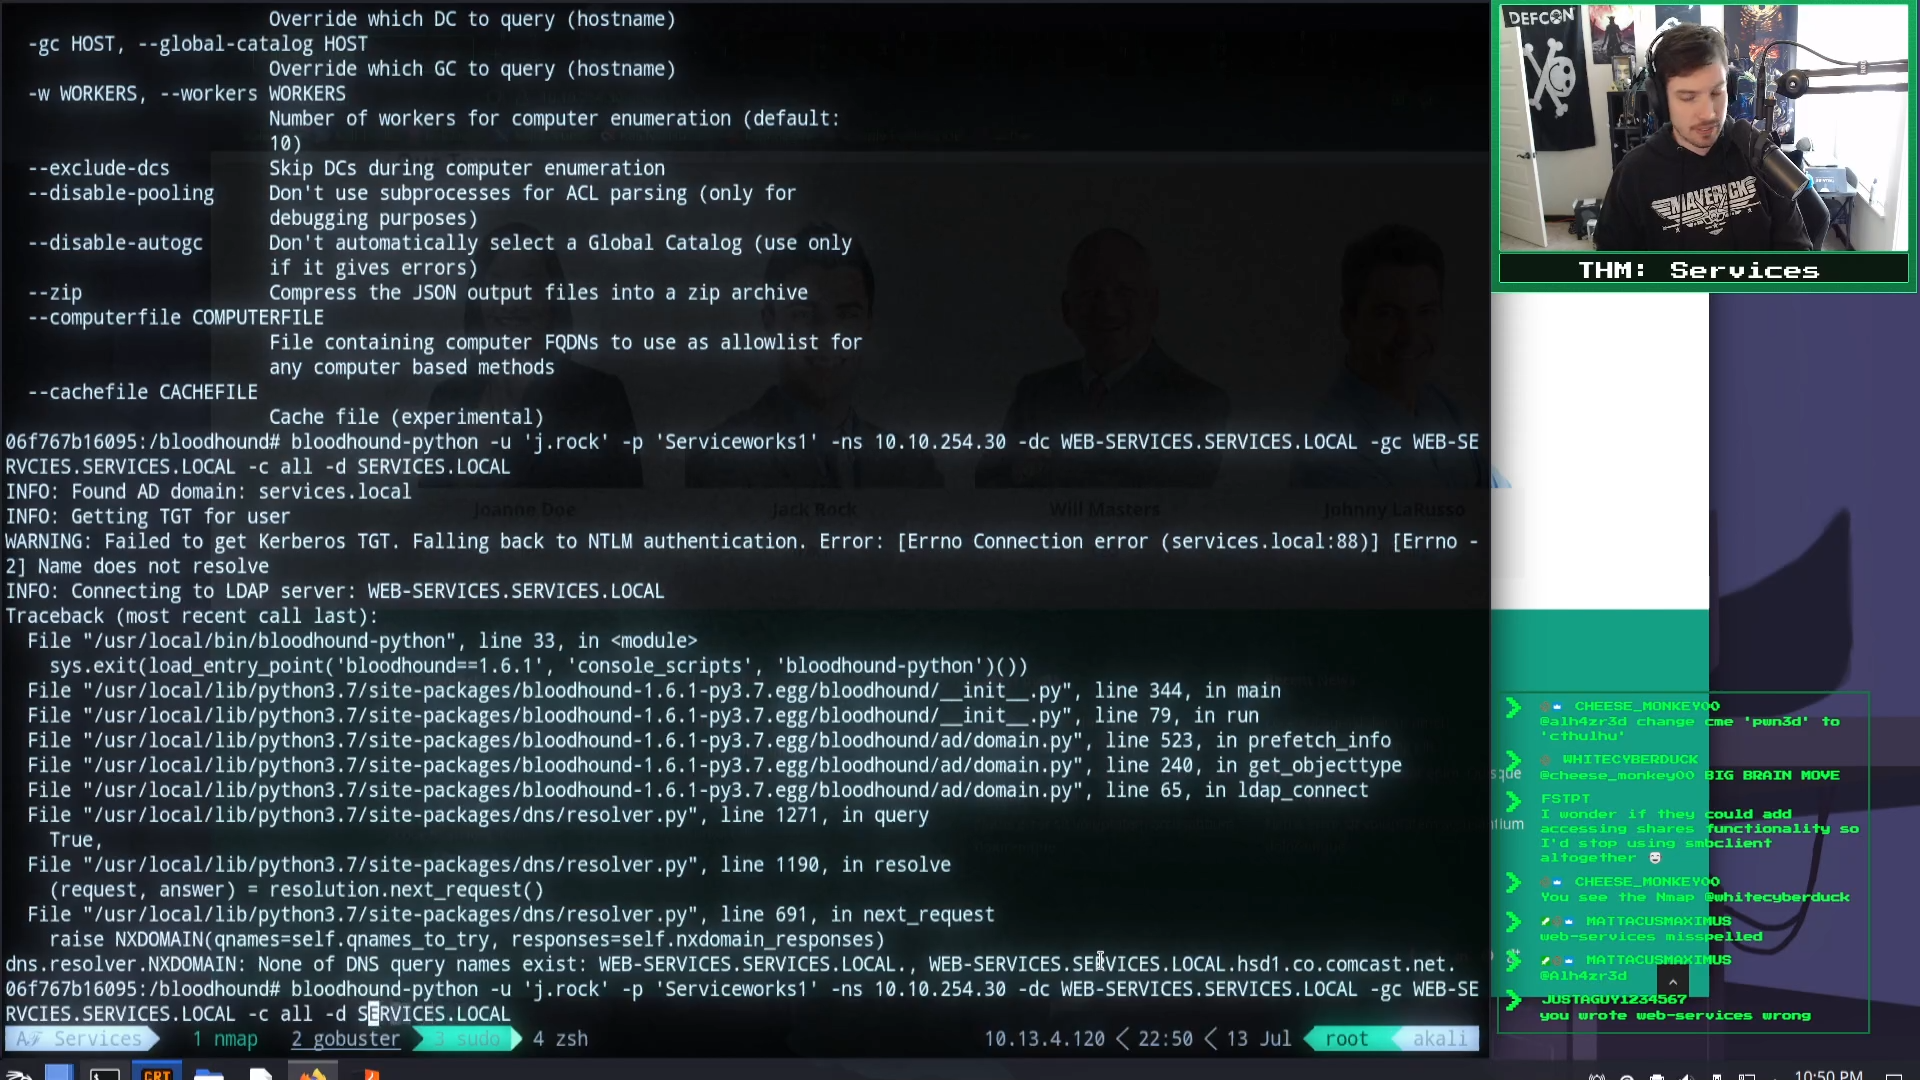 Override which DC to query (hostname)
-gc HOST, --global-catalog HOST
Override which GC to query (hostname)
-w WORKERS, --workers WORKERS
Number of workers for computer enumeration (default:
10)
--exclude-dcs Skip DCs during computer enumeration
--disable-pooling Don't use subprocesses for ACL parsing (only for
debugging purposes)
--disable-autogc Don't automatically select a Global Catalog (use only
if it gives errors)
--zip Compress the JSON output files into a zip archive
--computerfile COMPUTERFILE
File containing computer FQDNs to use as allowlist for
any computer based methods
--cachefile CACHEFILE
Cache file (experimental)
06f767b16095:/bloodhound# bloodhound-python -u 'j.rock' -p 'Serviceworks1' -ns 10.10.254.30 -dc WEB-SERVICES.SERVICES.LOCAL -gc WEB-SE
RVCIES.SERVICES.LOCAL -c all -d SERVICES.LOCAL
INFO: Found AD domain: services.local
INFO: Getting TGT for user
Joanne Doe Jack Rock Will Masters Johnny LaRusso
WARNING: Failed to get Kerberos TGT. Falling back to NTLM authentication. Error: [Errno Connection error (services.local:88)] [Errno -
2] Name does not resolve
INFO: Connecting to LDAP server: WEB-SERVICES.SERVICES.LOCAL
Traceback (most recent call last):
File "/usr/local/bin/bloodhound-python", line 33, in <module>
sys.exit(load_entry_point('bloodhound==1.6.1', 'console_scripts', 'bloodhound-python')())
File "/usr/local/lib/python3.7/site-packages/bloodhound-1.6.1-py3.7.egg/bloodhound/__init__.py", line 344, in main
File "/usr/local/lib/python3.7/site-packages/bloodhound-1.6.1-py3.7.egg/bloodhound/__init__.py", line 79, in run
File "/usr/local/lib/python3.7/site-packages/bloodhound-1.6.1-py3.7.egg/bloodhound/ad/domain.py", line 523, in prefetch_info
File "/usr/local/lib/python3.7/site-packages/bloodhound-1.6.1-py3.7.egg/bloodhound/ad/domain.py", line 240, in get_objecttype
File "/usr/local/lib/python3.7/site-packages/bloodhound-1.6.1-py3.7.egg/bloodhound/ad/domain.py", line 65, in ldap_connect
File "/usr/local/lib/python3.7/site-packages/dns/resolver.py", line 1271, in query
True,
File "/usr/local/lib/python3.7/site-packages/dns/resolver.py", line 1190, in resolve
(request, answer) = resolution.next_request()
File "/usr/local/lib/python3.7/site-packages/dns/resolver.py", line 691, in next_request
raise NXDOMAIN(qnames=self.qnames_to_try, responses=self.nxdomain_responses)
dns.resolver.NXDOMAIN: None of DNS query names exist: WEB-SERVICES.SERVICES.LOCAL., WEB-SERVICES.SERVICES.LOCAL.hsd1.co.comcast.net.
06f767b16095:/bloodhound# bloodhound-python -u 'j.rock' -p 'Serviceworks1' -ns 10.10.254.30 -dc WEB-SERVICES.SERVICES.LOCAL -gc WEB-SE
RVCIES.SERVICES.LOCAL -c all -d SERVICES.LOCAL
Services 1 nmap 2 gobuster 3 sudo 4 zsh 10.13.4.120 < 22:50 < 13 Jul root akali
DEFCON
MAVERICK
THM: Services
CHEESE_MONKEY00
@alh4zr3d change cme 'pwn3d' to
'cthulhu'
WHITECYBERDUCK
@cheese_monkey00 BIG BRAIN MOVE
FSTPT
I wonder if they could add
accessing shares functionality so
I'd stop using smbclient
altogether
CHEESE_MONKEY00
You see the Nmap @whitecyberduck
MATTACUSMAXIMUS
web-services misspelled
MATTACUSMAXIMUS
@Alh4zr3d
JUSTAGUY1234567
you wrote web-services wrong
CRT
10:50 PM